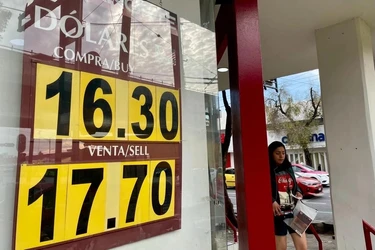 DOLARES
COMPRA/BUY
16.30
VENTA/SELL
17.70